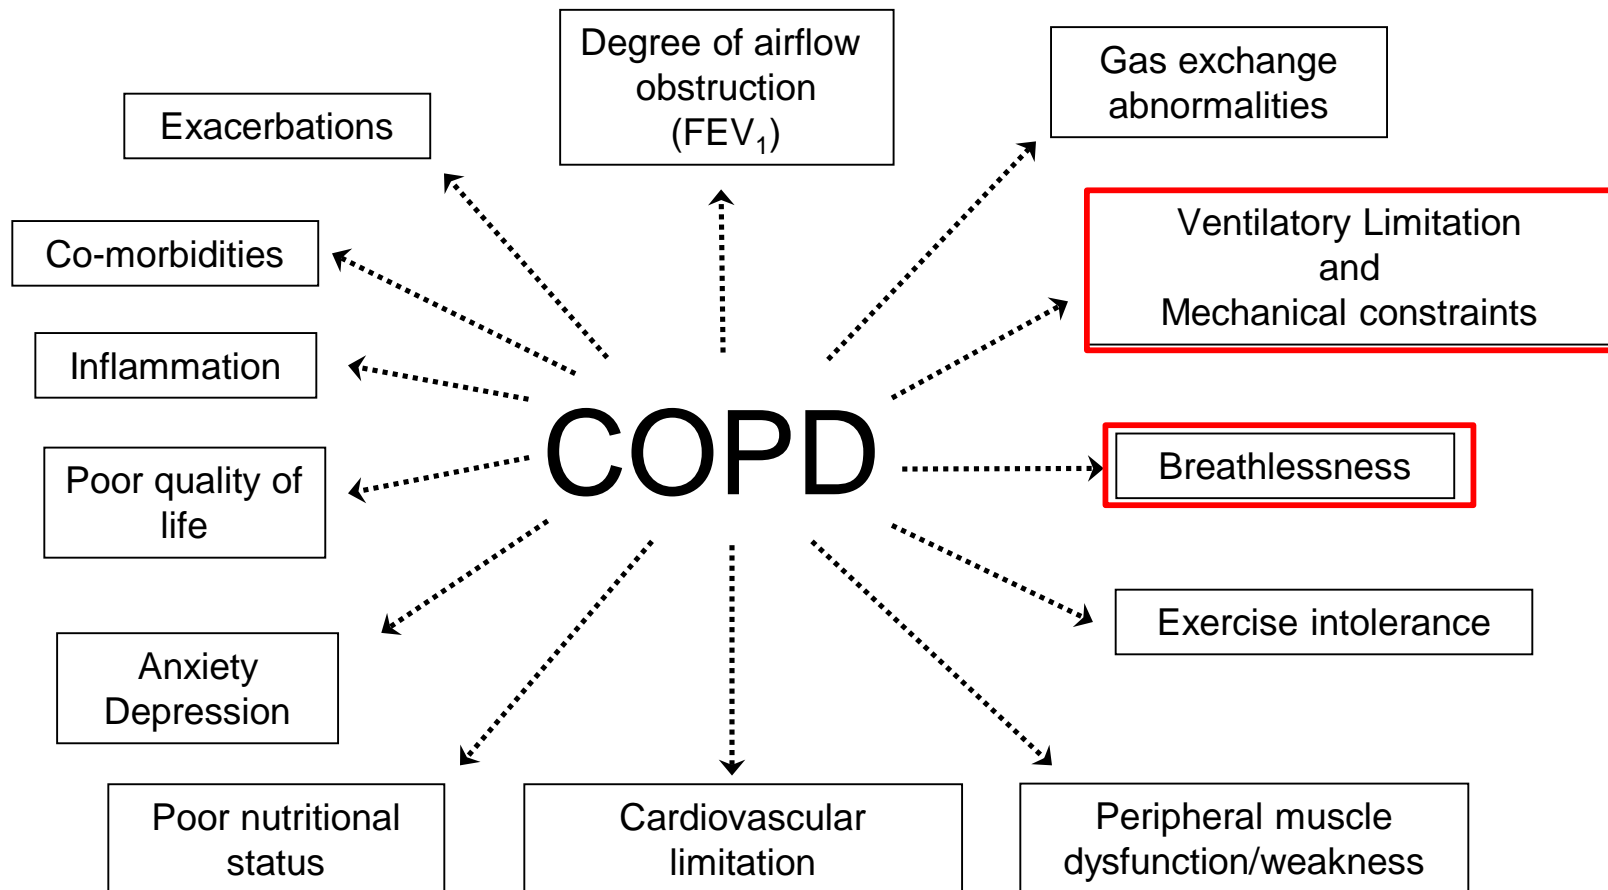 Degree of airflow
obstruction
(FEV₁)
Gas exchange
abnormalities
Exacerbations
Ventilatory Limitation
and
Mechanical constraints
Co-morbidities
Inflammation
COPD
Breathlessness
Poor quality of
life
Exercise intolerance
Anxiety
Depression
Poor nutritional
status
Cardiovascular
limitation
Peripheral muscle
dysfunction/weakness